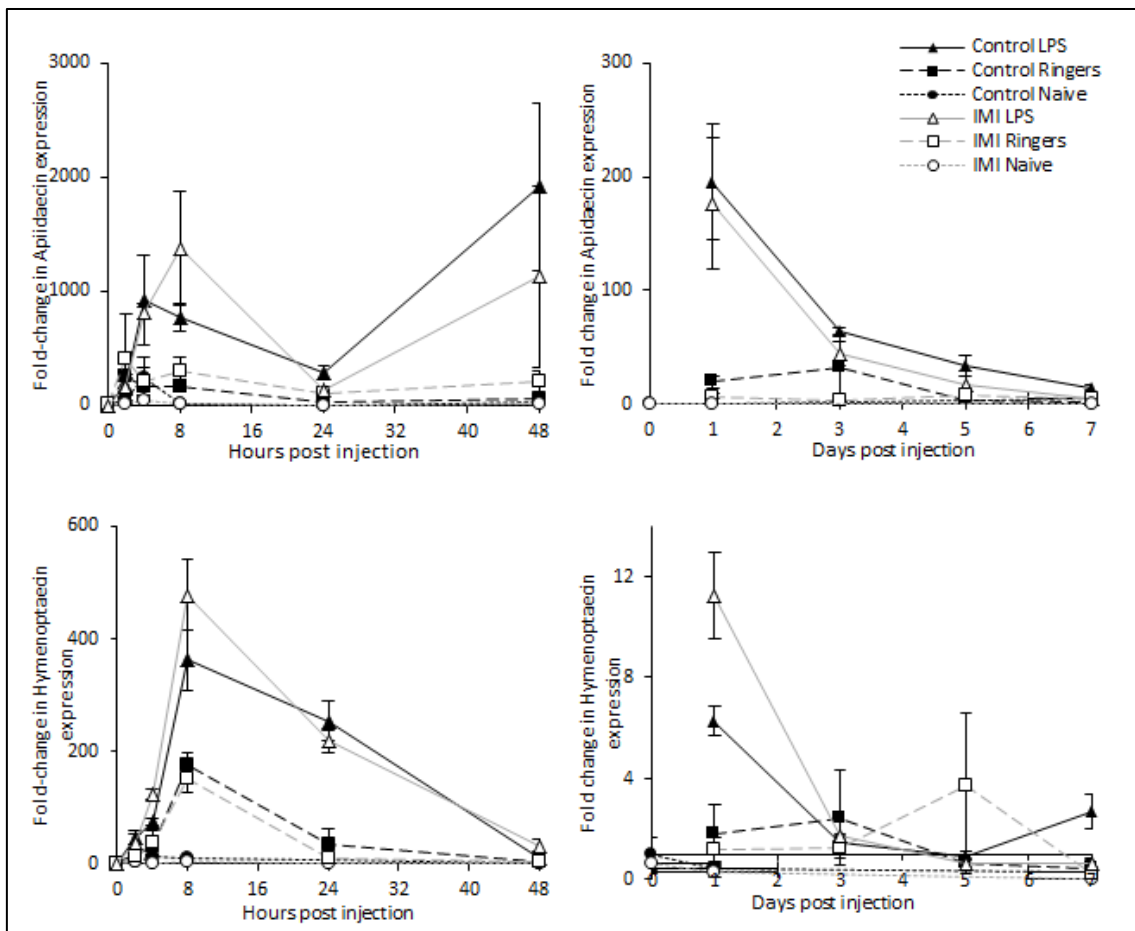 3000
2000
1000
0
Fold-change in Apiidaecin expression
0 8 16 24 32 40 48
Hours post injection
300
200
100
0
Fold change in Apidaecin expression
0 1 2 3 4 5 6 7
Days post injection
Control LPS
Control Ringers
Control Naive
IMI LPS
IMI Ringers
IMI Naive
600
400
200
0
Fold-change in Hymenoptaecin
expression
0 8 16 24 32 40 48
Hours post injection
12
8
4
0
Fold change in Hymenoptaecin
expression
0 1 2 3 4 5 6 7
Days post injection